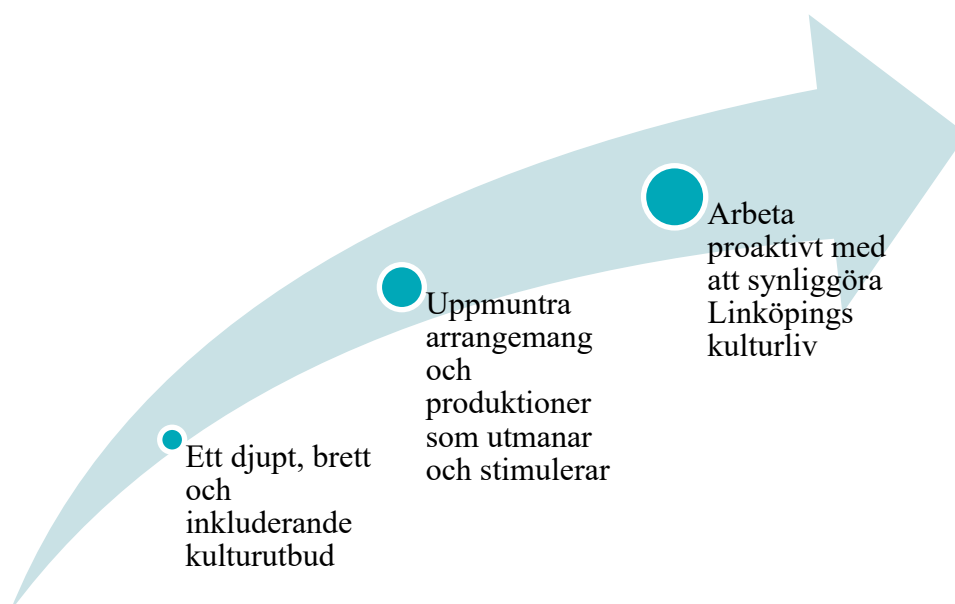 Ett djupt, brett
och
inkluderande
kulturutbud
Uppmuntra
arrangemang
och
produktioner
som utmanar
och stimulerar
Arbeta
proaktivt med
att synliggöra
Linköpings
kulturliv